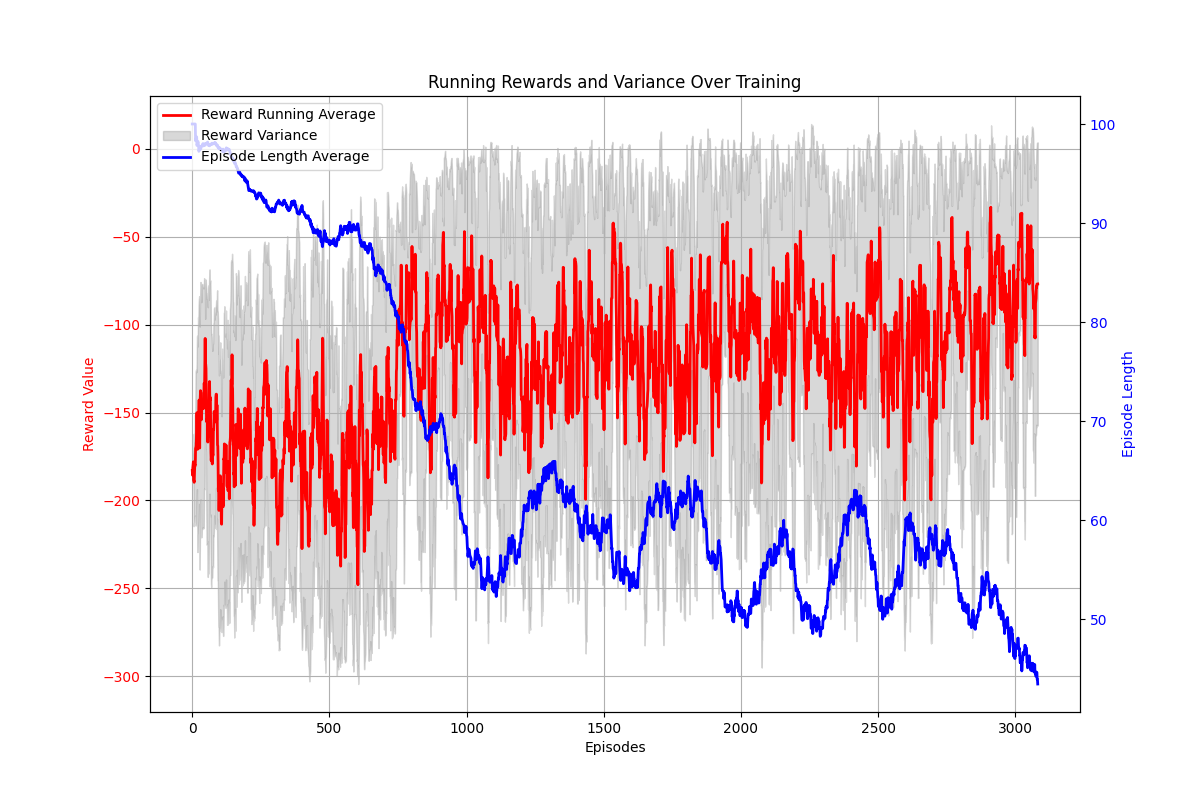 Running Rewards and Variance Over Training
Reward Running Average
Reward Variance
Episode Length Average
Reward Value
0
−50
−100
−150
−200
−250
−300
100
90
80
70
60
50
Episode Length
0
500
1000
1500
2000
2500
3000
Episodes